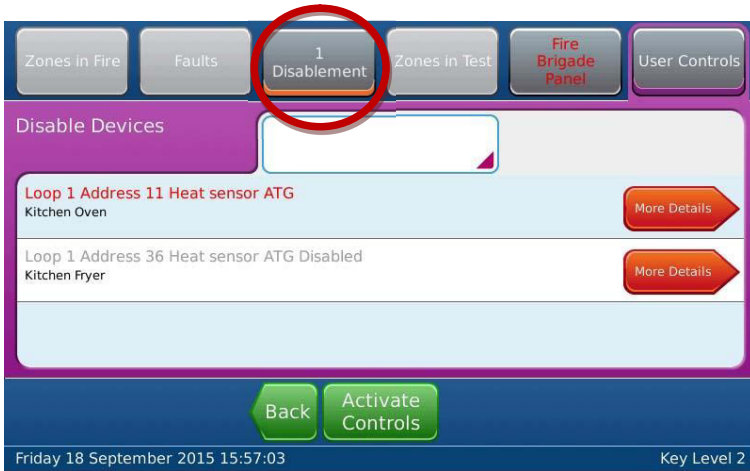 Zones in Fire
Faults
1
Disablement
Zones in Test
Fire
Brigade
Panel
User Controls
Disable Devices
Loop 1 Address 11 Heat sensor ATG
Kitchen Oven
More Details
Loop 1 Address 36 Heat sensor ATG Disabled
Kitchen Fryer
More Details
Back
Activate
Controls
Friday 18 September 2015 15:57:03
Key Level 2